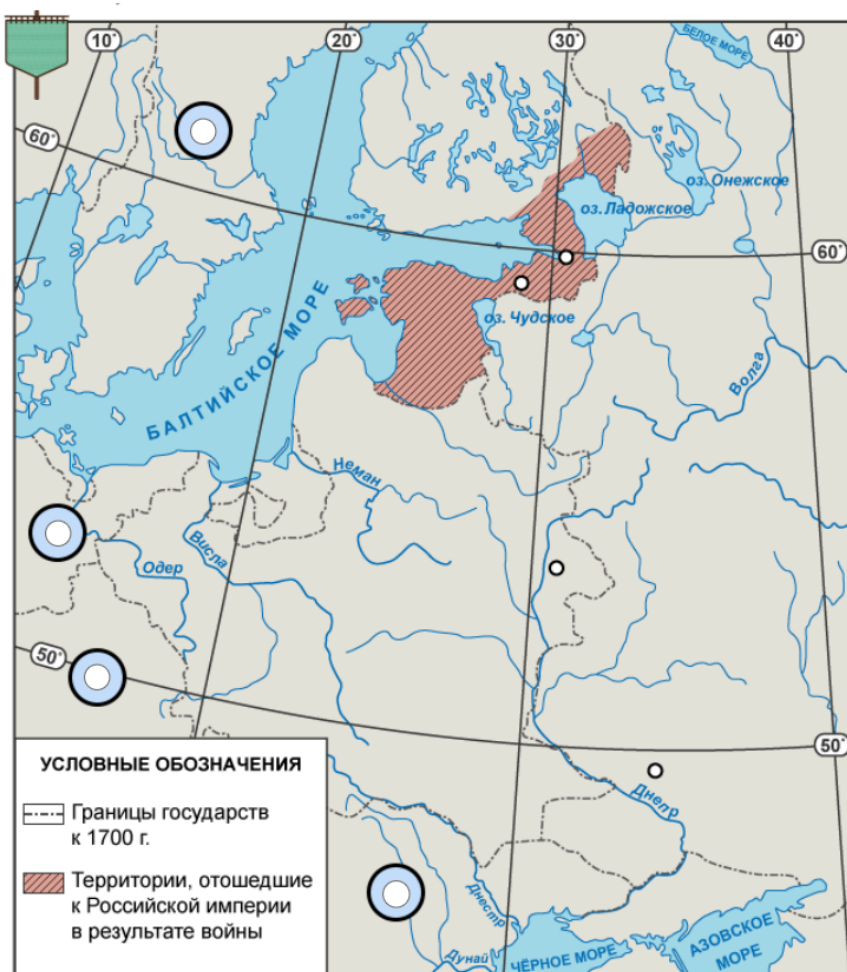 10°
20°
30°
40°
БЕЛОЕ МОРЕ
60°
оз. Онежское
оз. Ладожское
60°
оз. Чудское
БАЛТИЙСКОЕ МОРЕ
Волга
Неман
Висла
Одер
50°
50°
УСЛОВНЫЕ ОБОЗНАЧЕНИЯ
Границы государств
к 1700 г.
Территории, отошедшие
к Российской империи
в результате войны
Днепр
Днестр
Дунай
ЧЁРНОЕ МОРЕ
АЗОВСКОЕ
МОРЕ